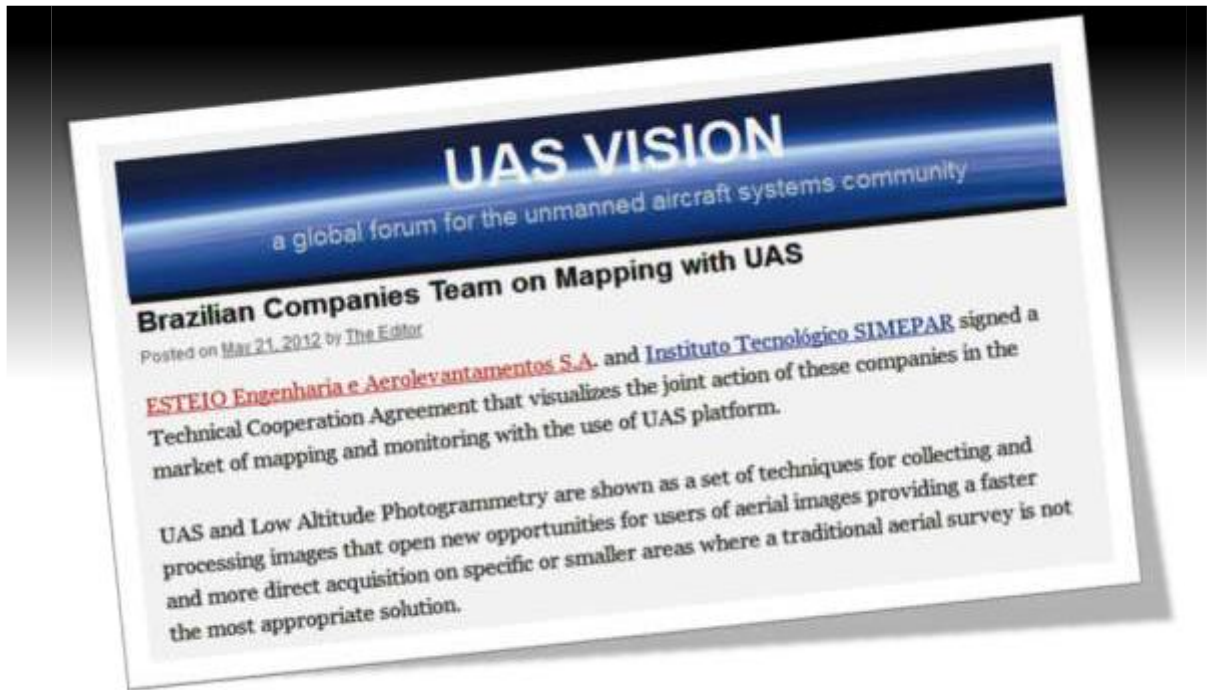 UAS VISION
a global forum for the unmanned aircraft systems community
Brazilian Companies Team on Mapping with UAS
Posted on May 21, 2012 by The Editor
ESTEIO Engenharia e Aerolevantamentos S.A. and Instituto Tecnológico SIMEPAR signed a
Technical Cooperation Agreement that visualizes the joint action of these companies in the
market of mapping and monitoring with the use of UAS platform.
UAS and Low Altitude Photogrammetry are shown as a set of techniques for collecting and
processing images that open new opportunities for users of aerial images providing a faster
and more direct acquisition on specific or smaller areas where a traditional aerial survey is not
the most appropriate solution.